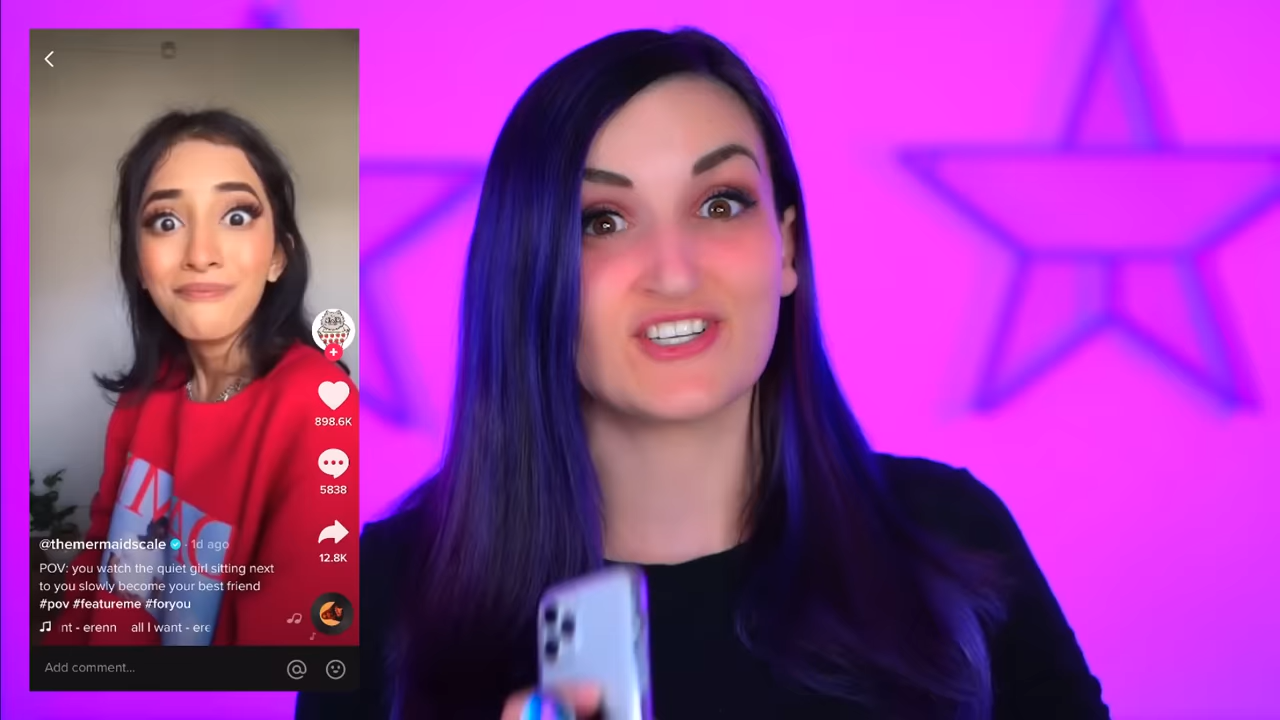 898.6K
5838
@themermaidscale · 1d ago
12.8K
POV: you watch the quiet girl sitting next
to you slowly become your best friend
#pov #featureme #foryou
nt - erenn all I want - ere
Add comment...